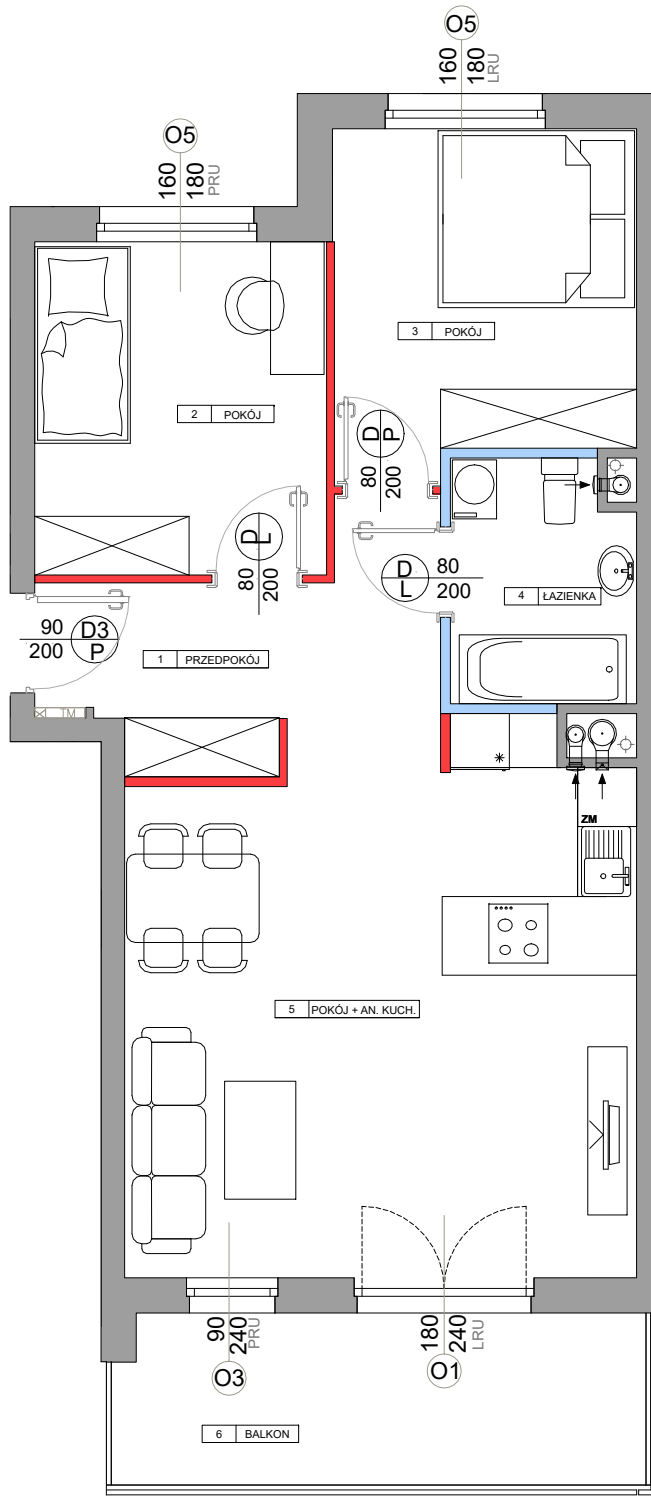 O5
160
180
LRU
O5
160
180
PRU
3 POKÓJ
2 POKÓJ
D
P
80
200
D
L
80
200
D
L
80
200
4 ŁAZIENKA
90
200
D3
P
1 PRZEDPOKÓJ
TM
ZM
5 POKÓJ + AN. KUCH.
90
240
PRU
O3
180
240
LRU
O1
6 BALKON